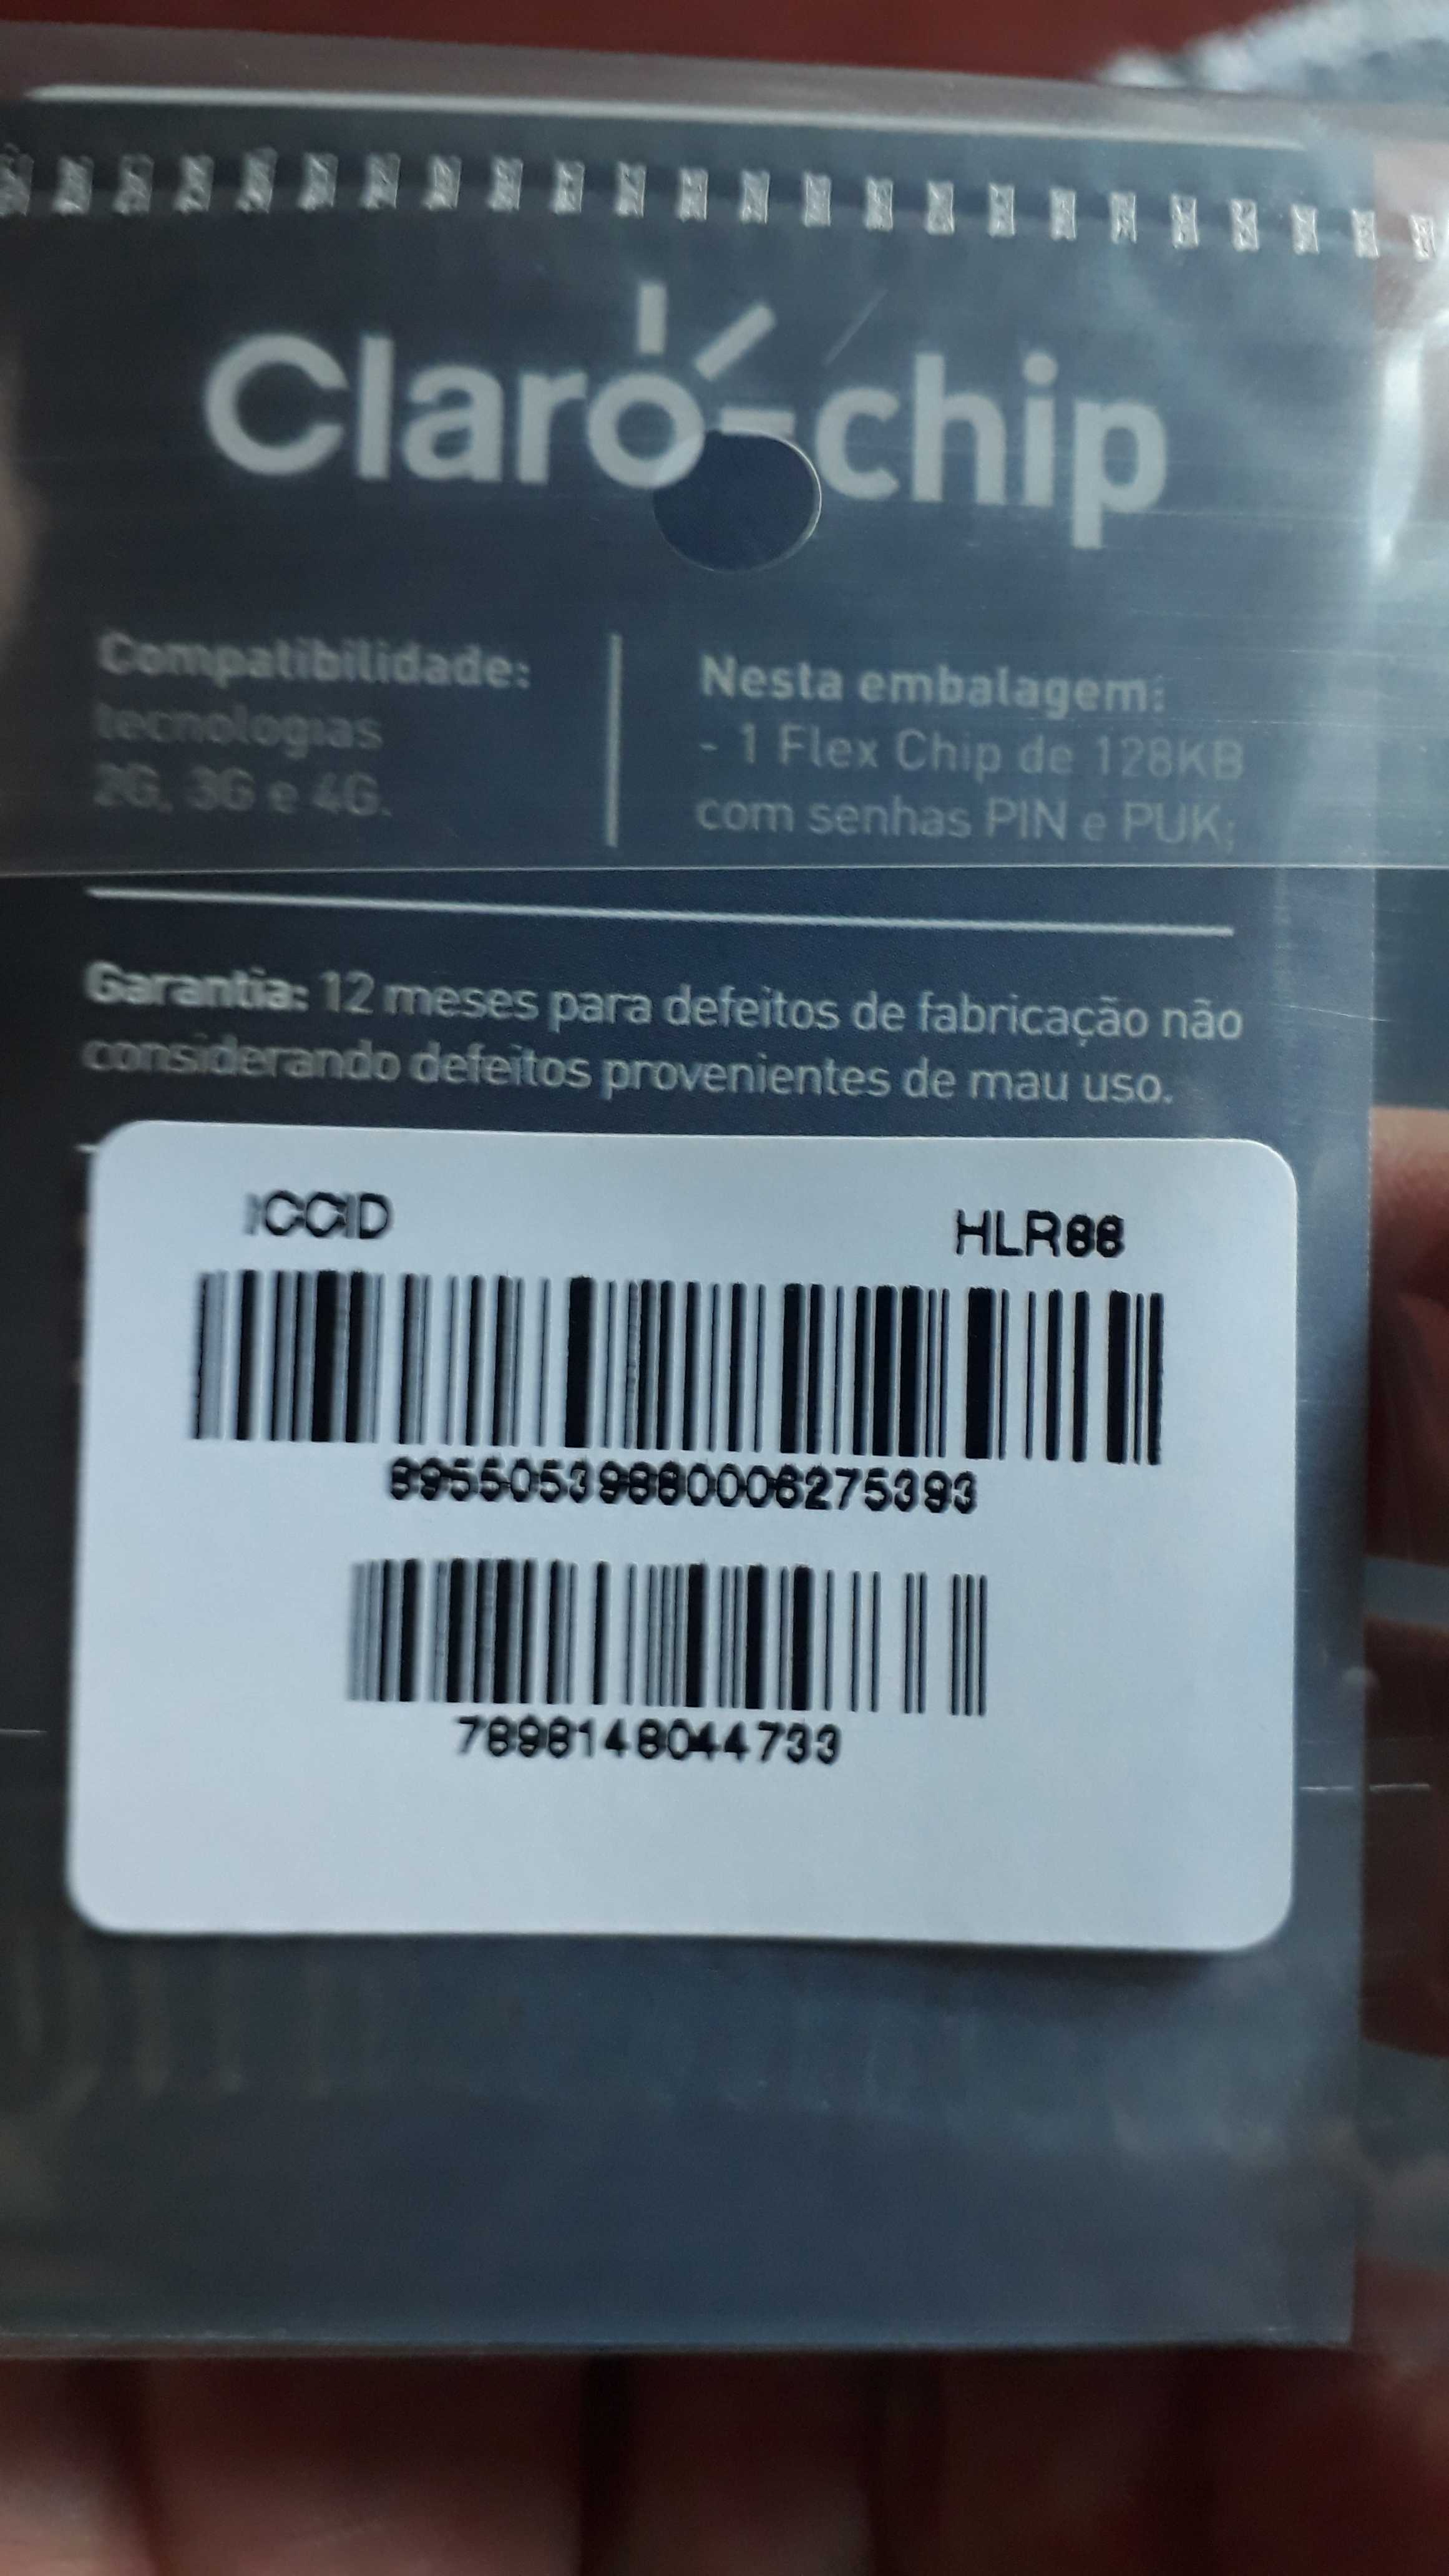 Claro-chip
Compatibilidade:
tecnologias
2G, 3G e 4G.
Nesta embalagem:
- 1 Flex Chip de 128KB
com senhas PIN e PUK;
Garantia: 12 meses para defeitos de fabricação não
considerando defeitos provenientes de mau uso.
ICCID
HLR88
89550539880006275393
7898148044733